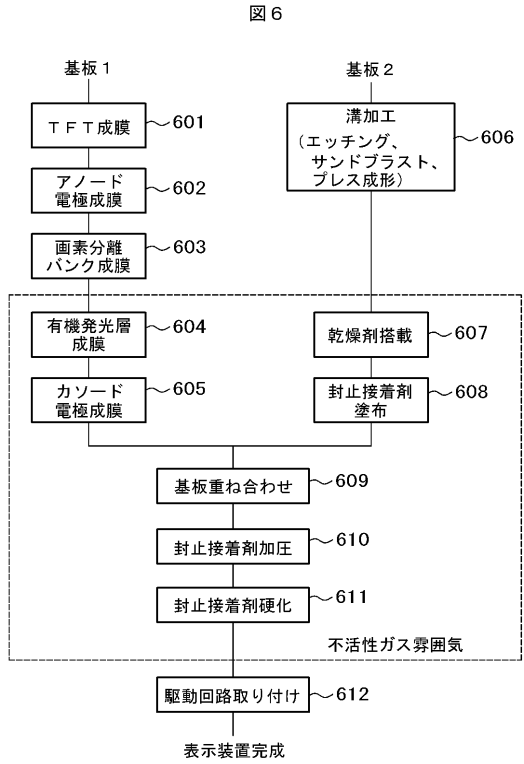 図６
基板１
ＴＦＴ成膜
601
アノード
電極成膜
602
画素分離
バンク成膜
603
有機発光層
成膜
604
カソード
電極成膜
605
基板２
溝加工
（エッチング、
サンドブラスト、
プレス成形）
606
乾燥剤搭載
607
封止接着剤
塗布
608
基板重ね合わせ
609
封止接着剤加圧
610
封止接着剤硬化
611
不活性ガス雰囲気
駆動回路取り付け
612
表示装置完成